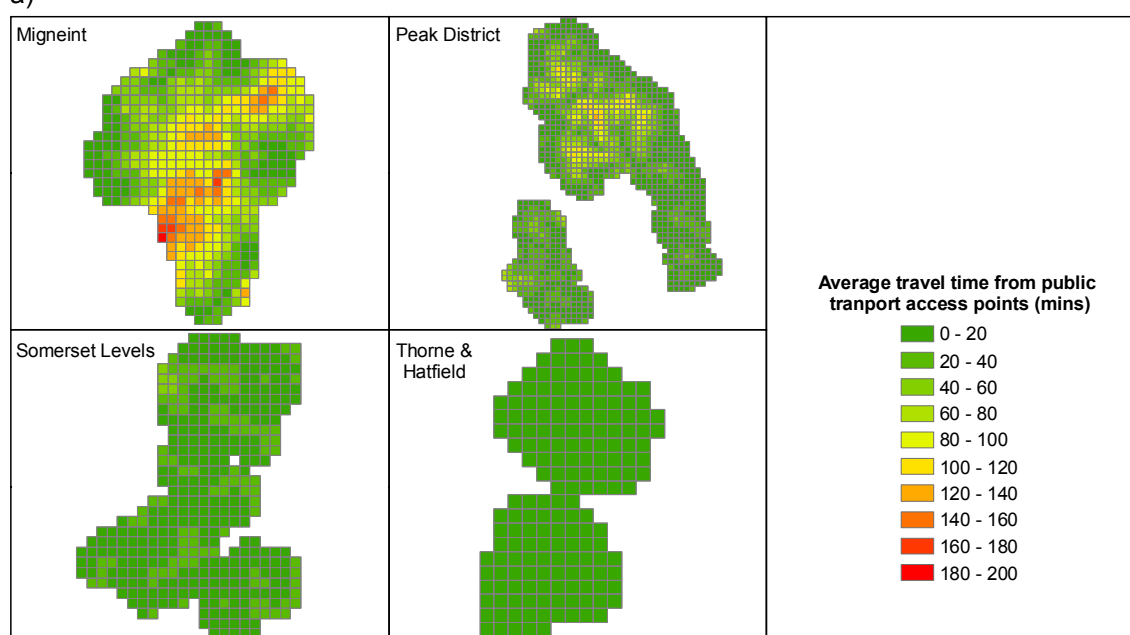 a)
Migneint
Peak District
Somerset Levels
Thorne &
Hatfield
Average travel time from public
tranport access points (mins)
0 - 20
20 - 40
40 - 60
60 - 80
80 - 100
100 - 120
120 - 140
140 - 160
160 - 180
180 - 200